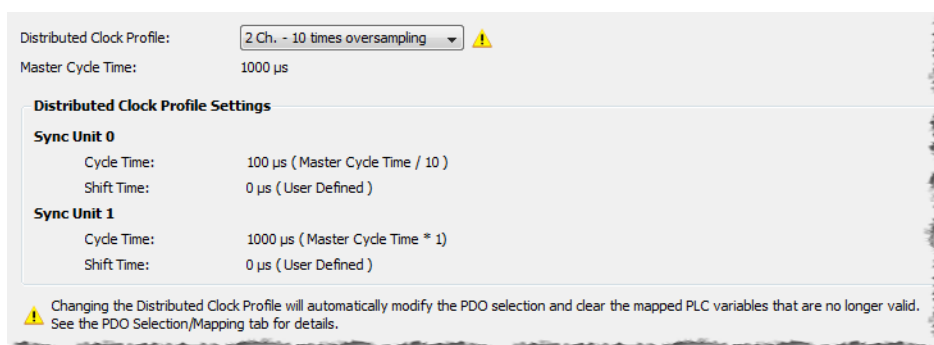 Distributed Clock Profile: 2 Ch. - 10 times oversampling
Master Cycle Time: 1000 µs
Distributed Clock Profile Settings
Sync Unit 0
Cycle Time: 100 µs ( Master Cycle Time / 10 )
Shift Time: 0 µs ( User Defined )
Sync Unit 1
Cycle Time: 1000 µs ( Master Cycle Time * 1)
Shift Time: 0 µs ( User Defined )
Changing the Distributed Clock Profile will automatically modify the PDO selection and clear the mapped PLC variables that are no longer valid.
See the PDO Selection/Mapping tab for details.